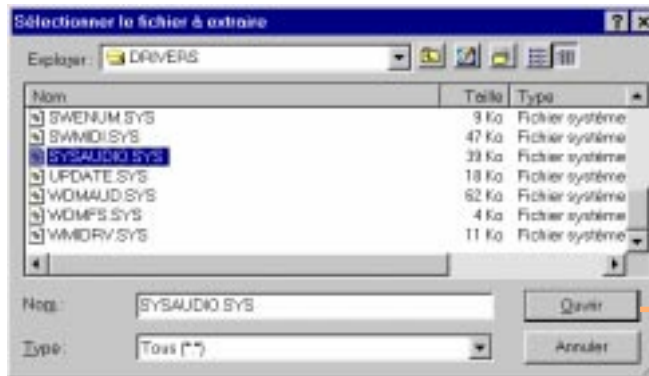 Sélectionner le fichier à extraire
Explorer: DRIVERS
Nom Taille Type
SWENUM.SYS 9 Ko Fichier système
SWMIDI.SYS 47 Ko Fichier système
SYSAUDIO.SYS 39 Ko Fichier système
UPDATE.SYS 18 Ko Fichier système
WDMAUD.SYS 62 Ko Fichier système
WDMFS.SYS 4 Ko Fichier système
WMIDRV.SYS 11 Ko Fichier système
Nom: SYSAUDIO.SYS Ouvrir
Type: Tous (*.*) Annuler